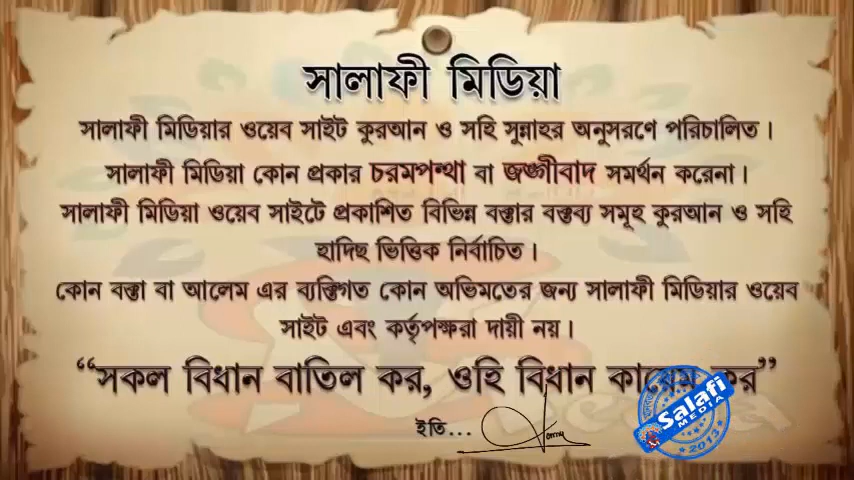 সালাফী মিডিয়া
সালাফী মিডিয়ার ওয়েব সাইট কুরআন ও সহি সুন্নাহর অনুসরণে পরিচালিত।
সালাফী মিডিয়া কোন প্রকার চরমপন্থা বা জঙ্গীবাদ সমর্থন করেনা।
সালাফী মিডিয়া ওয়েব সাইটে প্রকাশিত বিভিন্ন বক্তার বক্তব্য সমূহ কুরআন ও সহি
হাদিছ ভিত্তিক নির্বাচিত।
কোন বক্তা বা আলেম এর ব্যক্তিগত কোন অভিমতের জন্য সালাফী মিডিয়ার ওয়েব
সাইট এবং কর্তৃপক্ষরা দায়ী নয়।
“সকল বিধান বাতিল কর, ওহি বিধান কায়েম কর”
ইতি...
Salafi
MEDIA
2013